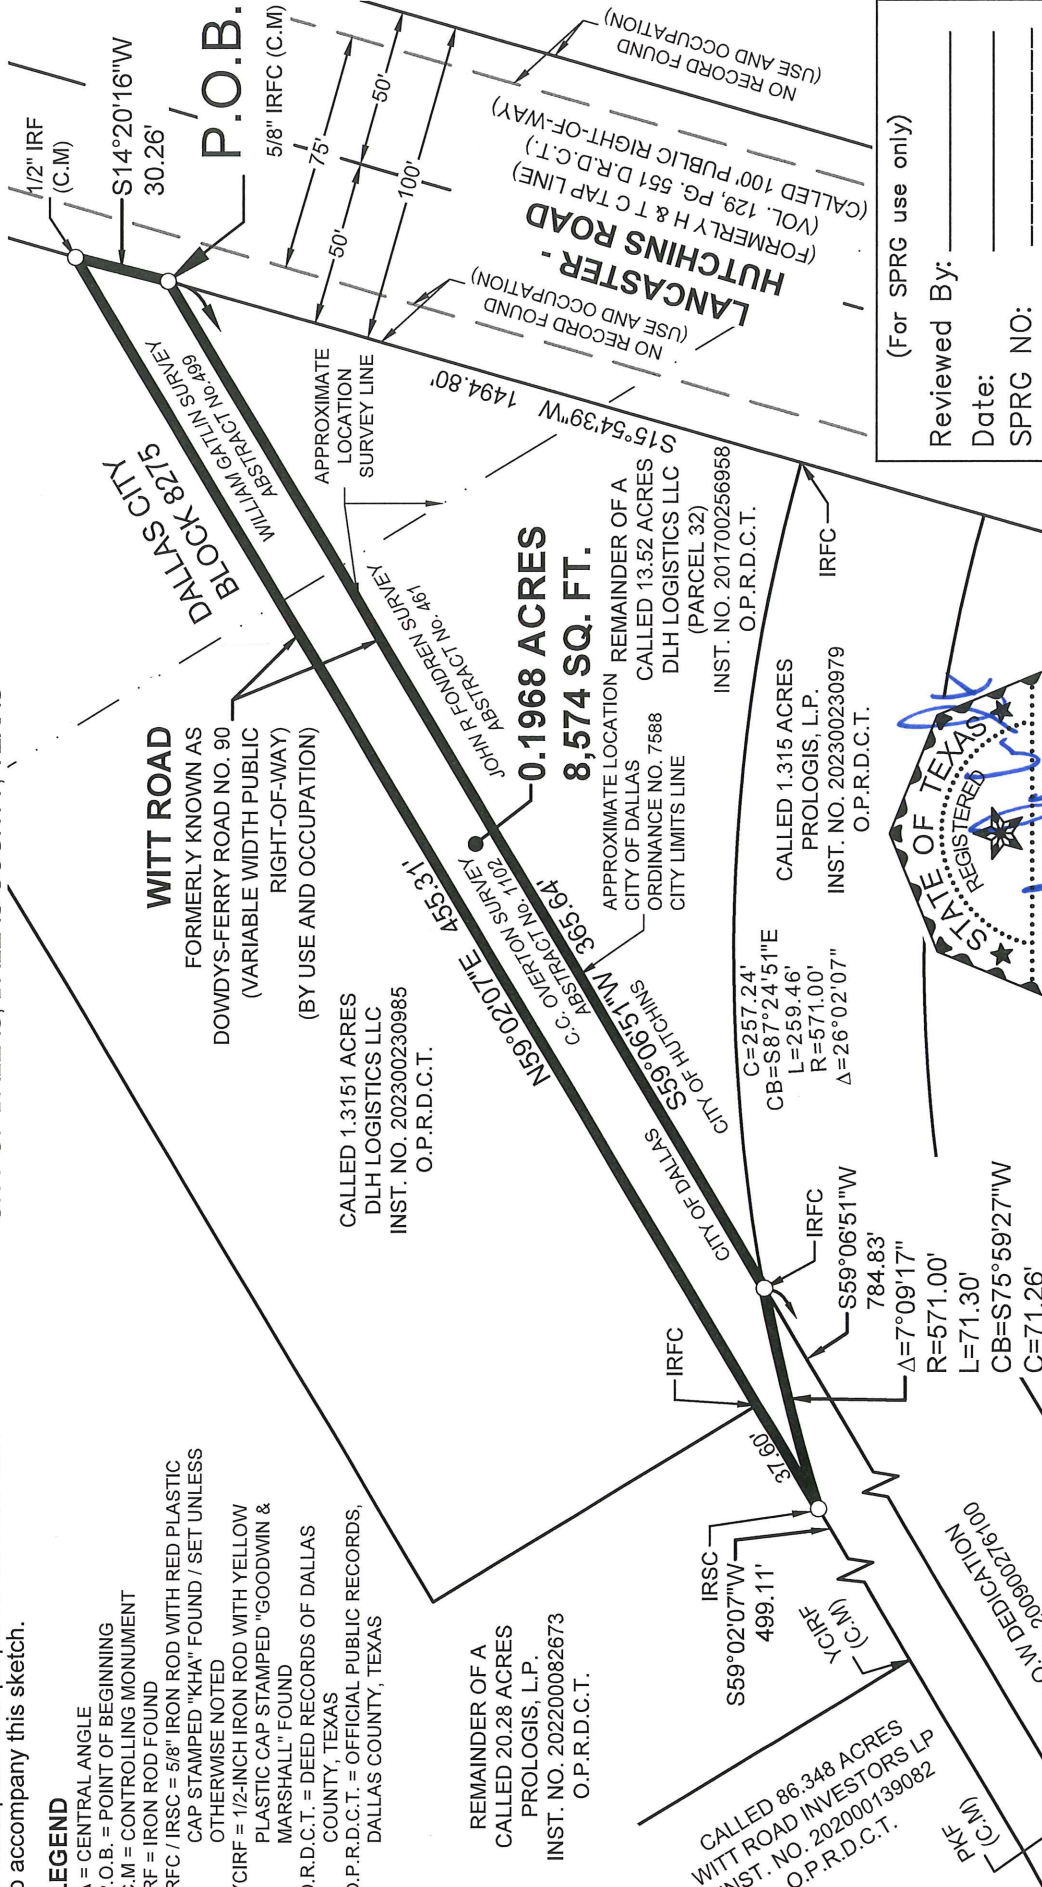 o accompany this sketch.
LEGEND
= CENTRAL ANGLE
P.O.B. = POINT OF BEGINNING
C.M = CONTROLLING MONUMENT
IRF = IRON ROD FOUND
IRFC / IRSC = 5/8" IRON ROD WITH RED PLASTIC
CAP STAMPED "KHA" FOUND / SET UNLESS
OTHERWISE NOTED
YCIRF = 1/2-INCH IRON ROD WITH YELLOW
PLASTIC CAP STAMPED "GOODWIN &
MARSHALL" FOUND
D.R.D.C.T. = DEED RECORDS OF DALLAS
COUNTY, TEXAS
O.P.R.D.C.T. = OFFICIAL PUBLIC RECORDS,
DALLAS COUNTY, TEXAS
REMAINDER OF A
CALLED 20.28 ACRES
PROLOGIS, L.P.
INST. NO. 202200082673
O.P.R.D.C.T.
CALLED 86.348 ACRES
WITT ROAD INVESTORS LP
INST. NO. 202000139082
O.P.R.D.C.T.
PKF
(C.M)
YCIRF
(C.M)
IRSC
S59°02'07"W
499.11'
37.60'
IRFC
O.W DEDICATION
200900276100
CALLED 1.3151 ACRES
DLH LOGISTICS LLC
INST. NO. 202300230985
O.P.R.D.C.T.
WITT ROAD
FORMERLY KNOWN AS
DOWDYS-FERRY ROAD NO. 90
(VARIABLE WIDTH PUBLIC
RIGHT-OF-WAY)
(BY USE AND OCCUPATION)
N59°02'07"E 455.31'
C.C. OVERTON SURVEY
ABSTRACT No. 1102
S59°06'51"W 365.64'
CITY OF DALLAS
CITY OF HUTCHINS
IRFC
S59°06'51"W
784.83'
Δ=7°09'17"
R=571.00'
L=71.30'
CB=S75°59'27"W
C=71.26'
C=257.24'
CB=S87°24'51"E
L=259.46'
R=571.00'
Δ=26°02'07"
APPROXIMATE LOCATION
CITY OF DALLAS
ORDINANCE NO. 7588
CITY LIMITS LINE
0.1968 ACRES
8,574 SQ. FT.
JOHN R FONDREN SURVEY
ABSTRACT No. 461
DALLAS CITY
BLOCK 8275
WILLIAM GATLIN SURVEY
ABSTRACT No.499
APPROXIMATE
LOCATION
SURVEY LINE
REMAINDER OF A
CALLED 13.52 ACRES
DLH LOGISTICS LLC
(PARCEL 32)
INST. NO. 201700256958
O.P.R.D.C.T.
CALLED 1.315 ACRES
PROLOGIS, L.P.
INST. NO. 202300230979
O.P.R.D.C.T.
IRFC
STATE OF TEXAS
REGISTERED
1/2" IRF
(C.M)
S14°20'16"W
30.26'
P.O.B.
5/8" IRFC (C.M)
75'
50'
50'
100'
S15°54'39"W 1494.80'
NO RECORD FOUND
(USE AND OCCUPATION)
LANCASTER -
HUTCHINS ROAD
(FORMERLY H & T C TAP LINE)
(VOL. 129, PG. 551 D.R.D.C.T.)
(CALLED 100' PUBLIC RIGHT-OF-WAY)
NO RECORD FOUND
(USE AND OCCUPATION)
(For SPRG use only)
Reviewed By:
Date:
SPRG NO: